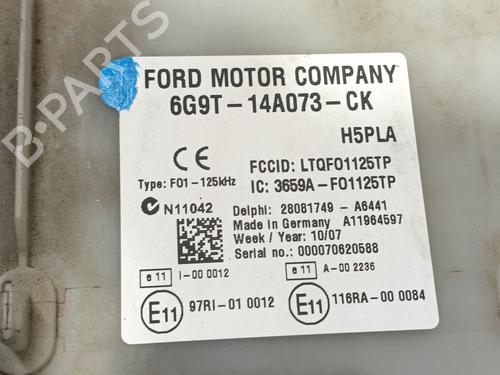 FORD MOTOR COMPANY
6G9T-14A073-CK
H5PLA
CE
FCCID: LTQFO1125TP
Type: F01-125kHz
IC: 3659A-FO1125TP
N11042
Delphi: 28081749 - A6441
Made in Germany A11964597
Week / Year: 10/07
Serial no.: 000070620588
e 11 I-00 0012
e 11 A-00 2236
E11 97RI-01 0012
E11 116RA-00 0084
B-PARTS